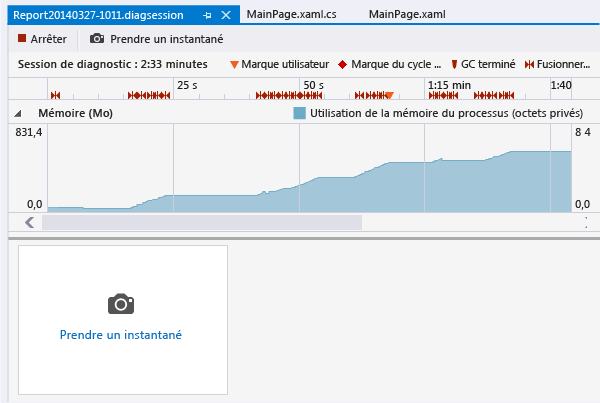 Report20140327-1011.diagsession MainPage.xaml.cs MainPage.xaml
Arrêter Prendre un instantané
Session de diagnostic : 2:33 minutes Marque utilisateur Marque du cycle ... GC terminé Fusionner...
25 s 50 s 1:15 min 1:40
Mémoire (Mo) Utilisation de la mémoire du processus (octets privés)
831,4 8 4
0,0 0,0
Prendre un instantané